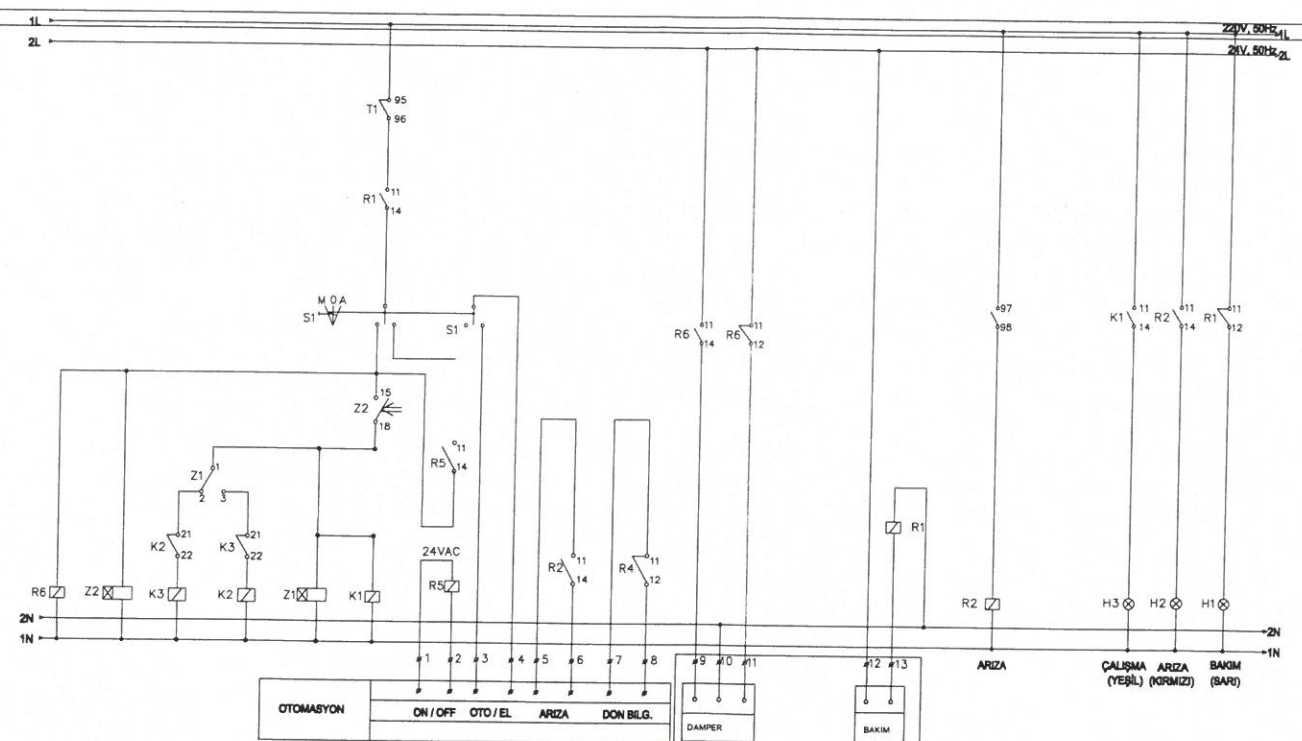 1L
220V, 50Hz 1L
2L
24V, 50Hz 2L
T1 95
96
R1 11
14
M 0 A
S1
S1
R6 11
14
R6 11
12
97
98
K1 11
14
R2 11
14
R1 11
12
Z2 15
18
R5 11
14
Z1 1
2 3
K2 21
22
K3 21
22
R1
24VAC
R2 11
14
R4 11
12
R6
Z2
K3
K2
Z1
K1
R5
R2
H3
H2
H1
2N
2N
1N
1N
1 2 3 4 5 6 7 8 9 10 11 12 13
ARIZA
ÇALIŞMA
(YEŞİL)
ARIZA
(KIRMIZI)
BAKIM
(SARI)
OTOMASYON
ON / OFF OTO / EL ARIZA DON BİLG.
DAMPER
BAKIM